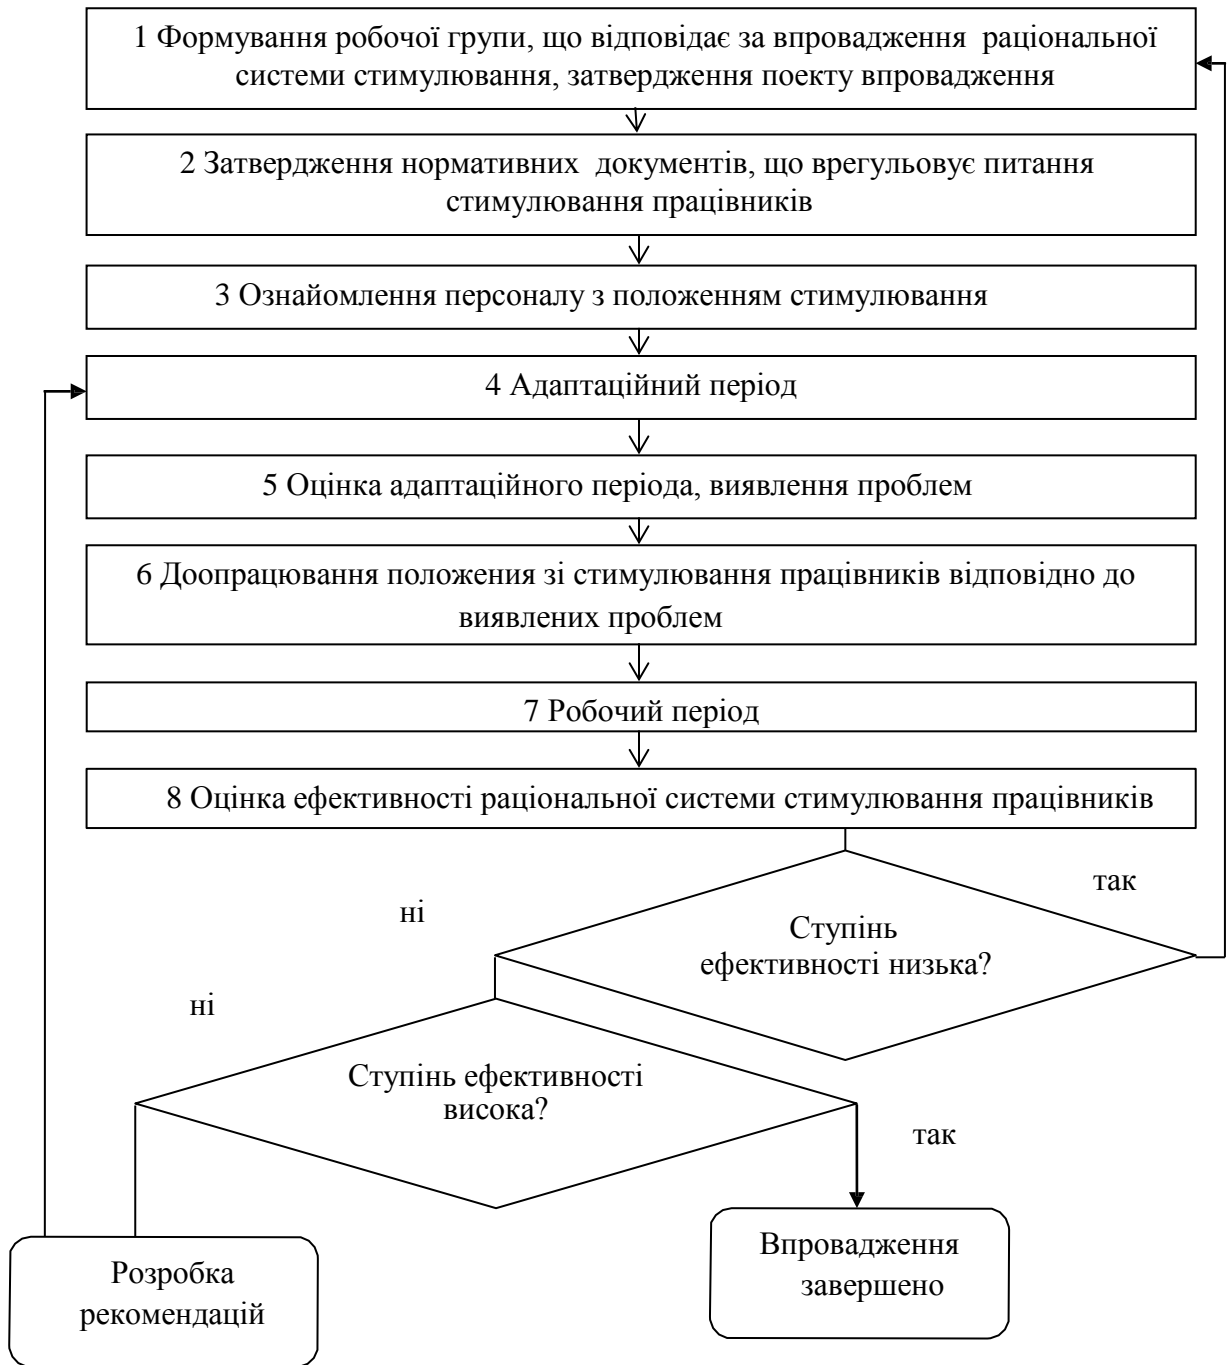 1 Формування робочої групи, що відповідає за впровадження раціональної
системи стимулювання, затвердження поекту впровадження
2 Затвердження нормативних документів, що врегульовує питання
стимулювання працівників
3 Ознайомлення персоналу з положенням стимулювання
4 Адаптаційний період
5 Оцінка адаптаційного періода, виявлення проблем
6 Доопрацювання положення зі стимулювання працівників відповідно до
виявлених проблем
7 Робочий період
8 Оцінка ефективності раціональної системи стимулювання працівників
так
ні
Ступінь
ефективності низька?
ні
Ступінь ефективності
висока?
так
Впровадження
завершено
Розробка
рекомендацій